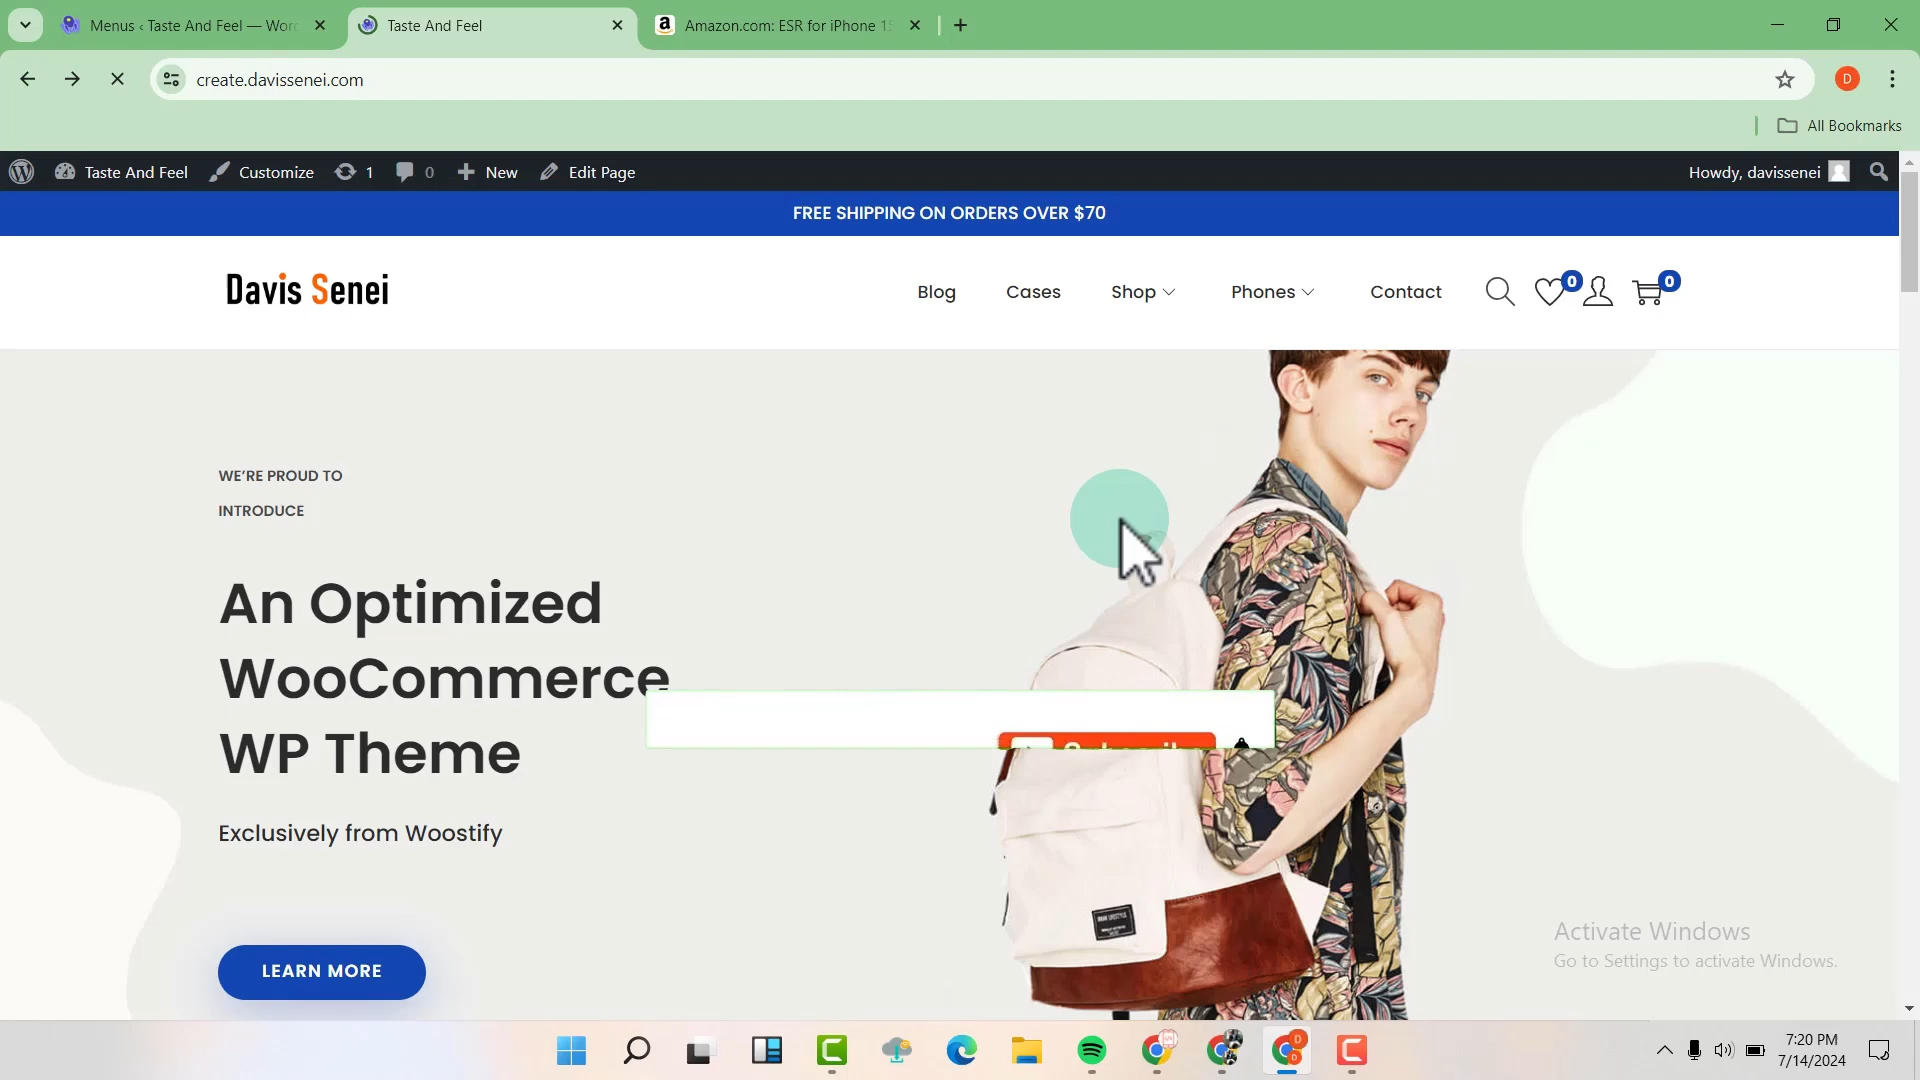 Menus ‹ Taste And Feel — Wor
Taste And Feel
Amazon.com: ESR for iPhone 15
create.davissenei.com
D
All Bookmarks
Taste And Feel
Customize
1
0
New
Edit Page
Howdy, davissenei
FREE SHIPPING ON ORDERS OVER $70
Davis Senei
Blog
Cases
Shop
Phones
Contact
0
0
WE'RE PROUD TO
INTRODUCE
An Optimized
WooCommerce
WP Theme
Exclusively from Woostify
LEARN MORE
Activate Windows
Go to Settings to activate Windows.
7:20 PM
7/14/2024